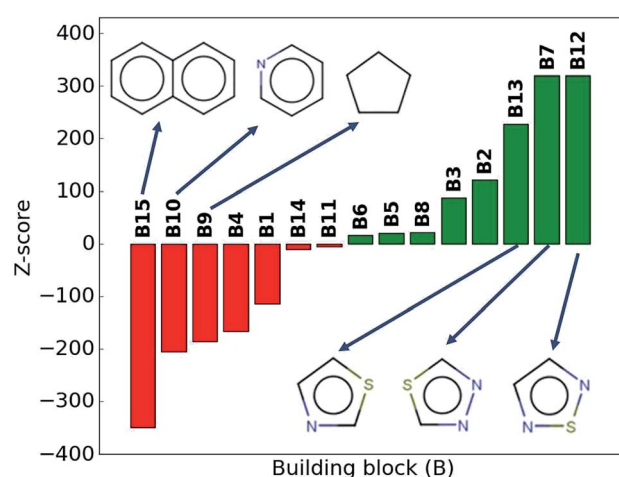 400
300
200
100
0
−100
−200
−300
−400
Z-score
B15
B10
B9
B4
B1
B14
B11
B6
B5
B8
B3
B2
B13
B7
B12
N
S
N
S
N
N
N
N
S
Building block (B)